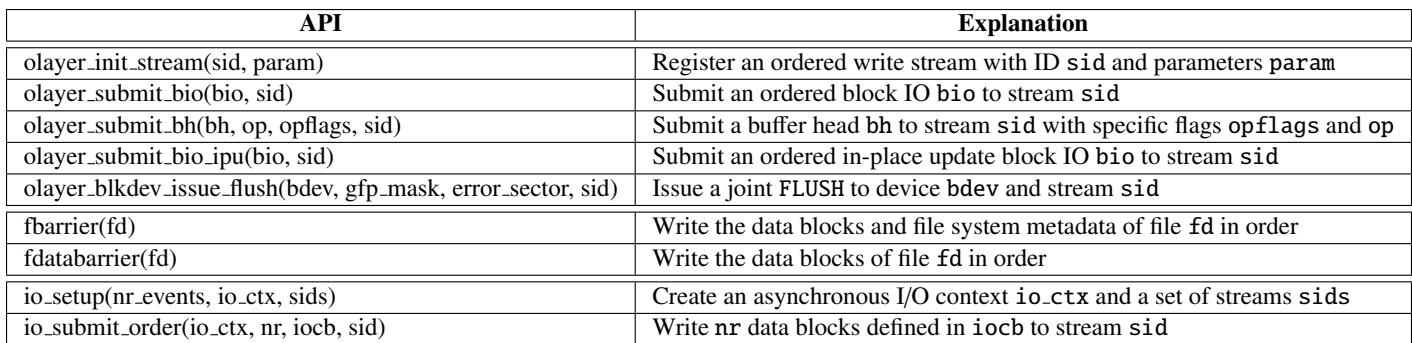 API Explanation
olayer_init_stream(sid, param) Register an ordered write stream with ID sid and parameters param
olayer_submit_bio(bio, sid) Submit an ordered block IO bio to stream sid
olayer_submit_bh(bh, op, opflags, sid) Submit a buffer head bh to stream sid with specific flags opflags and op
olayer_submit_bio_ipu(bio, sid) Submit an ordered in-place update block IO bio to stream sid
olayer_blkdev_issue_flush(bdev, gfp_mask, error_sector, sid) Issue a joint FLUSH to device bdev and stream sid
fbarrier(fd) Write the data blocks and file system metadata of file fd in order
fdatabarrier(fd) Write the data blocks of file fd in order
io_setup(nr_events, io_ctx, sids) Create an asynchronous I/O context io_ctx and a set of streams sids
io_submit_order(io_ctx, nr, iocb, sid) Write nr data blocks defined in iocb to stream sid